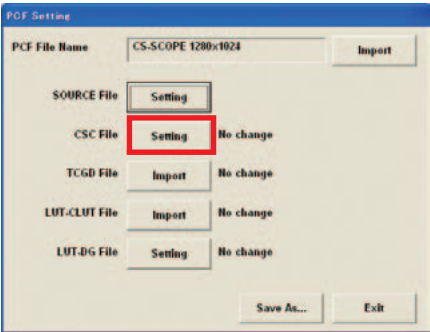 PCF Setting
PCF File Name CS-SCOPE 1280x1024 Import
SOURCE File Setting
CSC File Setting No change
TCGD File Import No change
LUT-CLUT File Import No change
LUT-DG File Setting No change
Save As... Exit